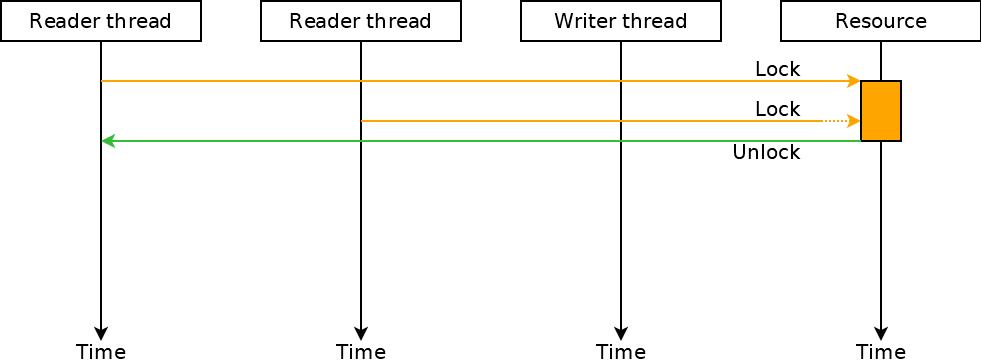 Reader thread
Reader thread
Writer thread
Resource
Lock
Lock
Unlock
Time
Time
Time
Time